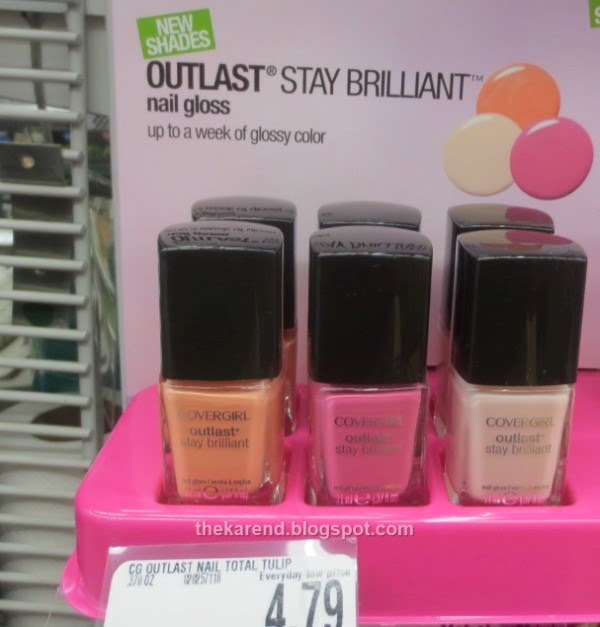 NEW
SHADES
OUTLAST® STAY BRILLIANT™
nail gloss
up to a week of glossy color
COVERGIRL
outlast®
stay brilliant
COVERGIRL
outlast®
stay brilliant
COVERGIRL
outlast®
stay brilliant
thekarend.blogspot.com
CG OUTLAST NAIL TOTAL TULIP
.370 OZ
Everyday low price
4.79